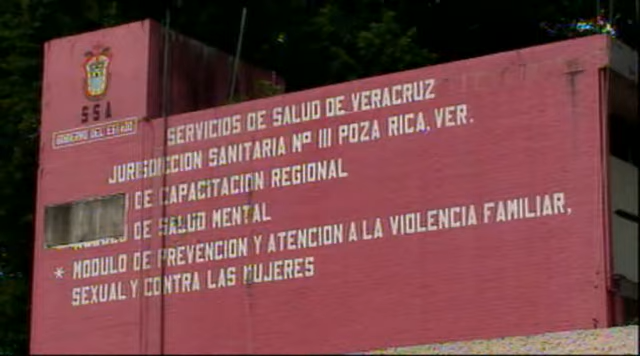 SSA
GOBIERNO DEL ESTADO
SERVICIOS DE SALUD DE VERACRUZ
JURISDICCION SANITARIA Nº III POZA RICA, VER.
DE CAPACITACION REGIONAL
DE SALUD MENTAL
* MODULO DE PREVENCION Y ATENCION A LA VIOLENCIA FAMILIAR,
SEXUAL Y CONTRA LAS MUJERES